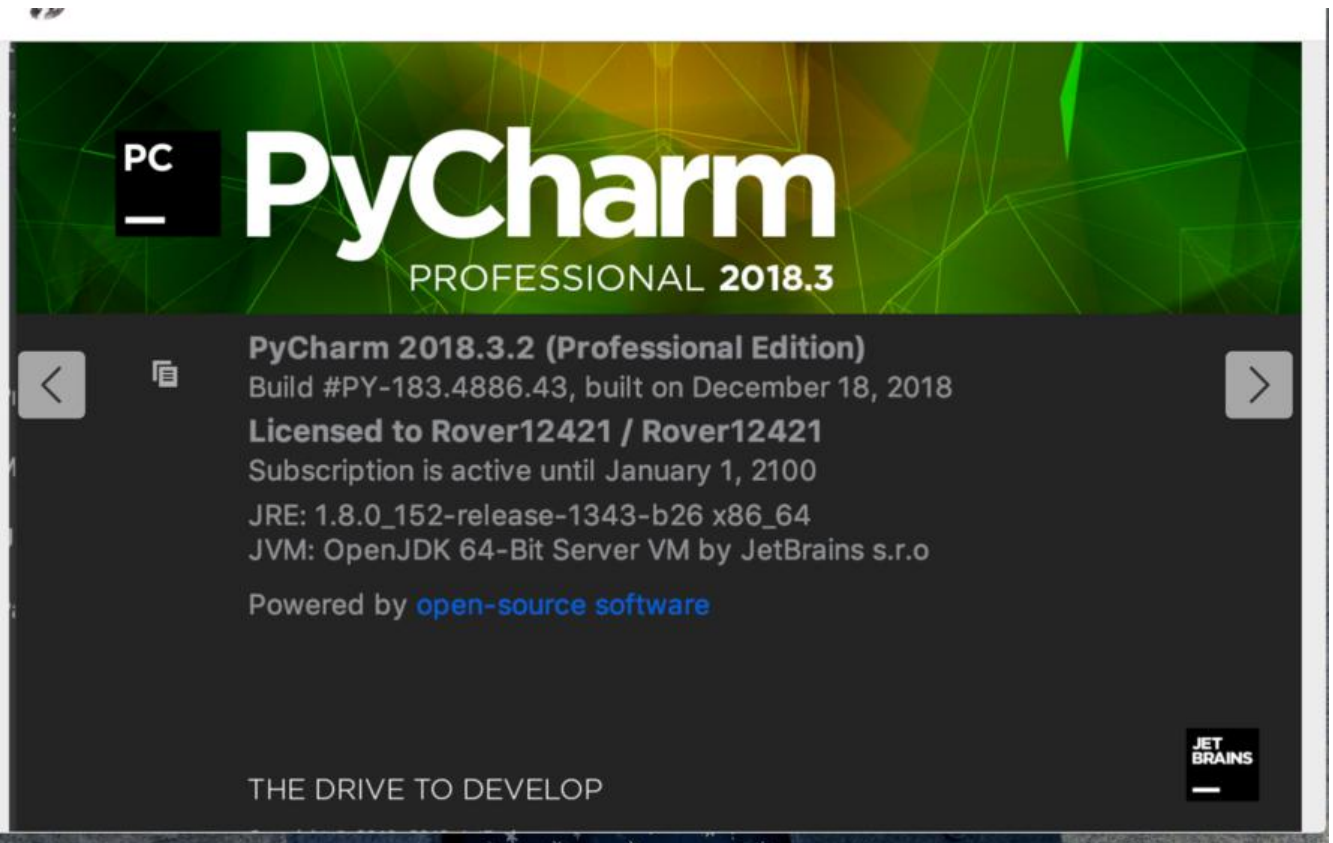 PC
PyCharm
PROFESSIONAL 2018.3
PyCharm 2018.3.2 (Professional Edition)
Build #PY-183.4886.43, built on December 18, 2018
Licensed to Rover12421 / Rover12421
Subscription is active until January 1, 2100
JRE: 1.8.0_152-release-1343-b26 x86_64
JVM: OpenJDK 64-Bit Server VM by JetBrains s.r.o
Powered by open-source software
THE DRIVE TO DEVELOP
JET
BRAINS